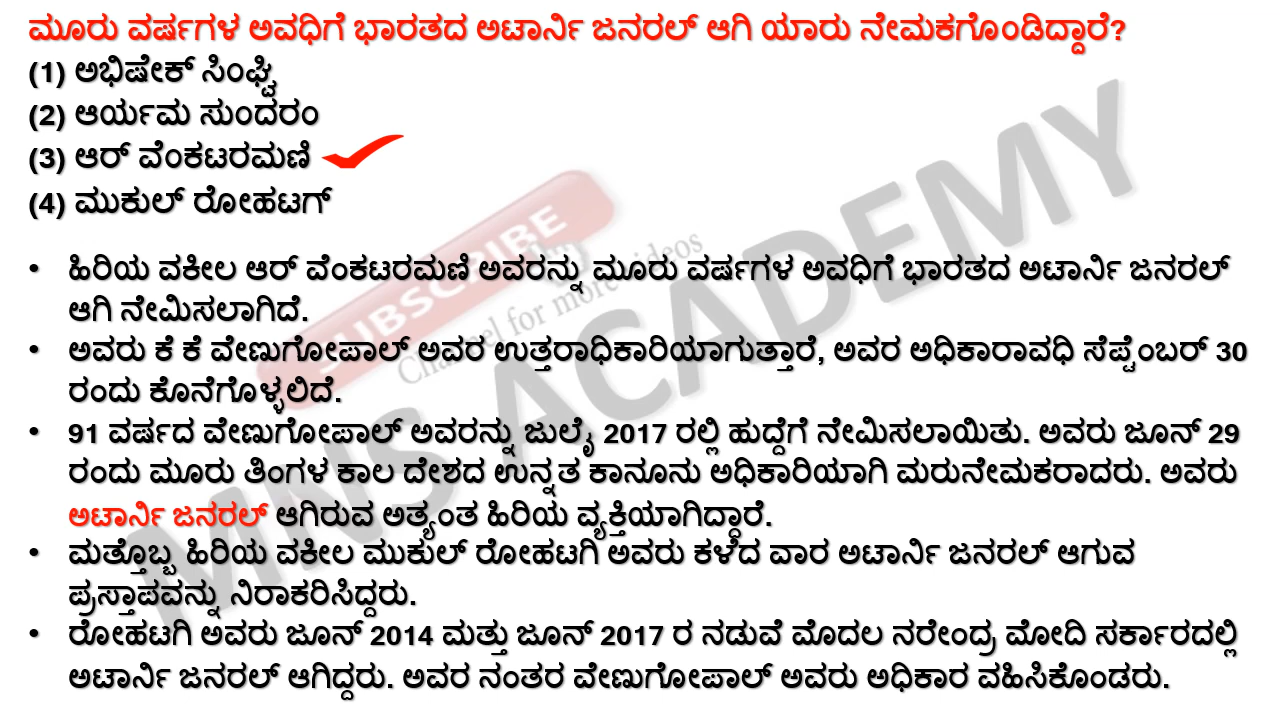 ಮೂರು ವರ್ಷಗಳ ಅವಧಿಗೆ ಭಾರತದ ಅಟಾರ್ನಿ ಜನರಲ್ ಆಗಿ ಯಾರು ನೇಮಕಗೊಂಡಿದ್ದಾರೆ?
(1) ಅಭಿಷೇಕ್ ಸಿಂಘ್ವಿ
(2) ಆರ್ಯಮ ಸುಂದರಂ
(3) ಆರ್ ವೆಂಕಟರಮಣಿ
(4) ಮುಕುಲ್ ರೋಹಟಗ್
• ಹಿರಿಯ ವಕೀಲ ಆರ್ ವೆಂಕಟರಮಣಿ ಅವರನ್ನು ಮೂರು ವರ್ಷಗಳ ಅವಧಿಗೆ ಭಾರತದ ಅಟಾರ್ನಿ ಜನರಲ್
ಆಗಿ ನೇಮಿಸಲಾಗಿದೆ.
• ಅವರು ಕೆ ಕೆ ವೇಣುಗೋಪಾಲ್ ಅವರ ಉತ್ತರಾಧಿಕಾರಿಯಾಗುತ್ತಾರೆ, ಅವರ ಅಧಿಕಾರಾವಧಿ ಸೆಪ್ಟೆಂಬರ್ 30
ರಂದು ಕೊನೆಗೊಳ್ಳಲಿದೆ.
• 91 ವರ್ಷದ ವೇಣುಗೋಪಾಲ್ ಅವರನ್ನು ಜುಲೈ 2017 ರಲ್ಲಿ ಹುದ್ದೆಗೆ ನೇಮಿಸಲಾಯಿತು. ಅವರು ಜೂನ್ 29
ರಂದು ಮೂರು ತಿಂಗಳ ಕಾಲ ದೇಶದ ಉನ್ನತ ಕಾನೂನು ಅಧಿಕಾರಿಯಾಗಿ ಮರುನೇಮಕರಾದರು. ಅವರು
ಅಟಾರ್ನಿ ಜನರಲ್ ಆಗಿರುವ ಅತ್ಯಂತ ಹಿರಿಯ ವ್ಯಕ್ತಿಯಾಗಿದ್ದಾರೆ.
• ಮತ್ತೊಬ್ಬ ಹಿರಿಯ ವಕೀಲ ಮುಕುಲ್ ರೋಹಟಗಿ ಅವರು ಕಳೆದ ವಾರ ಅಟಾರ್ನಿ ಜನರಲ್ ಆಗುವ
ಪ್ರಸ್ತಾಪವನ್ನು ನಿರಾಕರಿಸಿದ್ದರು.
• ರೋಹಟಗಿ ಅವರು ಜೂನ್ 2014 ಮತ್ತು ಜೂನ್ 2017 ರ ನಡುವೆ ಮೊದಲ ನರೇಂದ್ರ ಮೋದಿ ಸರ್ಕಾರದಲ್ಲಿ
ಅಟಾರ್ನಿ ಜನರಲ್ ಆಗಿದ್ದರು. ಅವರ ನಂತರ ವೇಣುಗೋಪಾಲ್ ಅವರು ಅಧಿಕಾರ ವಹಿಸಿಕೊಂಡರು.
SUBSCRIBE
Channel for more videos
MNS ACADEMY